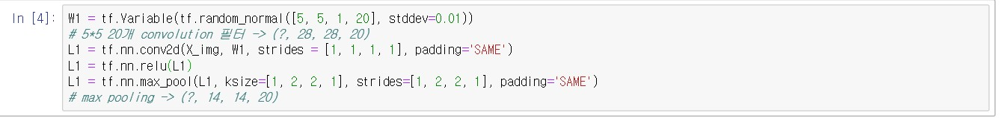 In [4]: W1 = tf.Variable(tf.random_normal([5, 5, 1, 20], stddev=0.01))
# 5*5 20개 convolution 필터 -> (?, 28, 28, 20)
L1 = tf.nn.conv2d(X_img, W1, strides = [1, 1, 1, 1], padding='SAME')
L1 = tf.nn.relu(L1)
L1 = tf.nn.max_pool(L1, ksize=[1, 2, 2, 1], strides=[1, 2, 2, 1], padding='SAME')
# max pooling -> (?, 14, 14, 20)